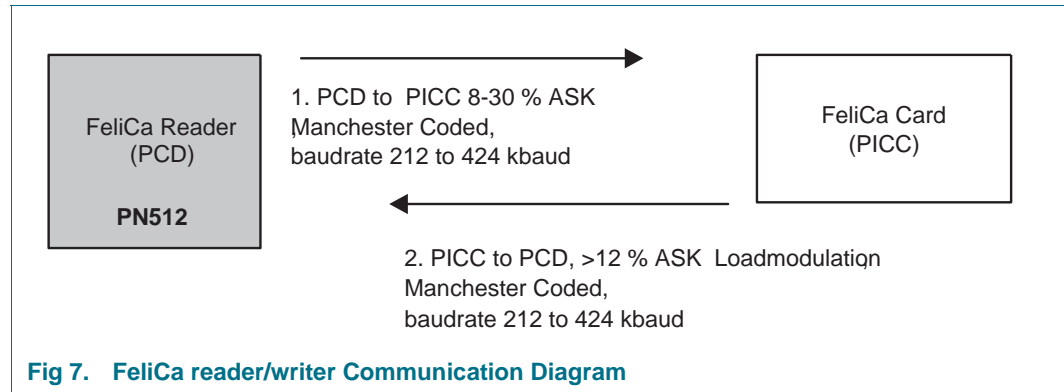 FeliCa Reader
(PCD)
PN512
1. PCD to PICC 8-30 % ASK
,Manchester Coded,
baudrate 212 to 424 kbaud
FeliCa Card
(PICC)
2. PICC to PCD, >12 % ASK Loadmodulation,
Manchester Coded,
baudrate 212 to 424 kbaud
Fig 7. FeliCa reader/writer Communication Diagram